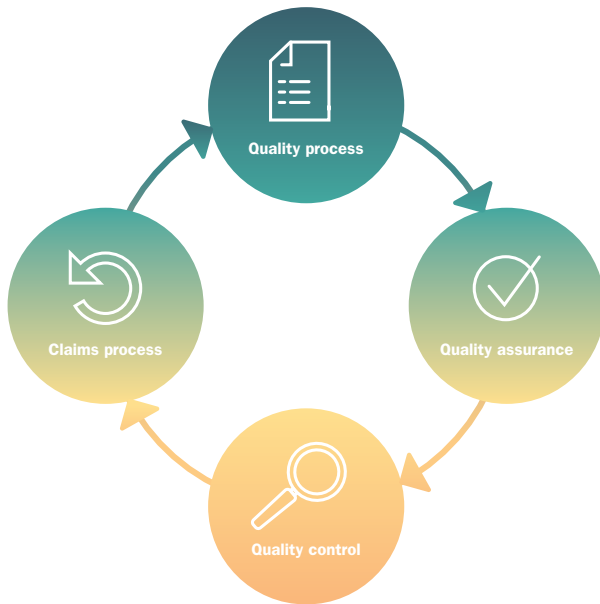 Quality process
Claims process
Quality assurance
Quality control